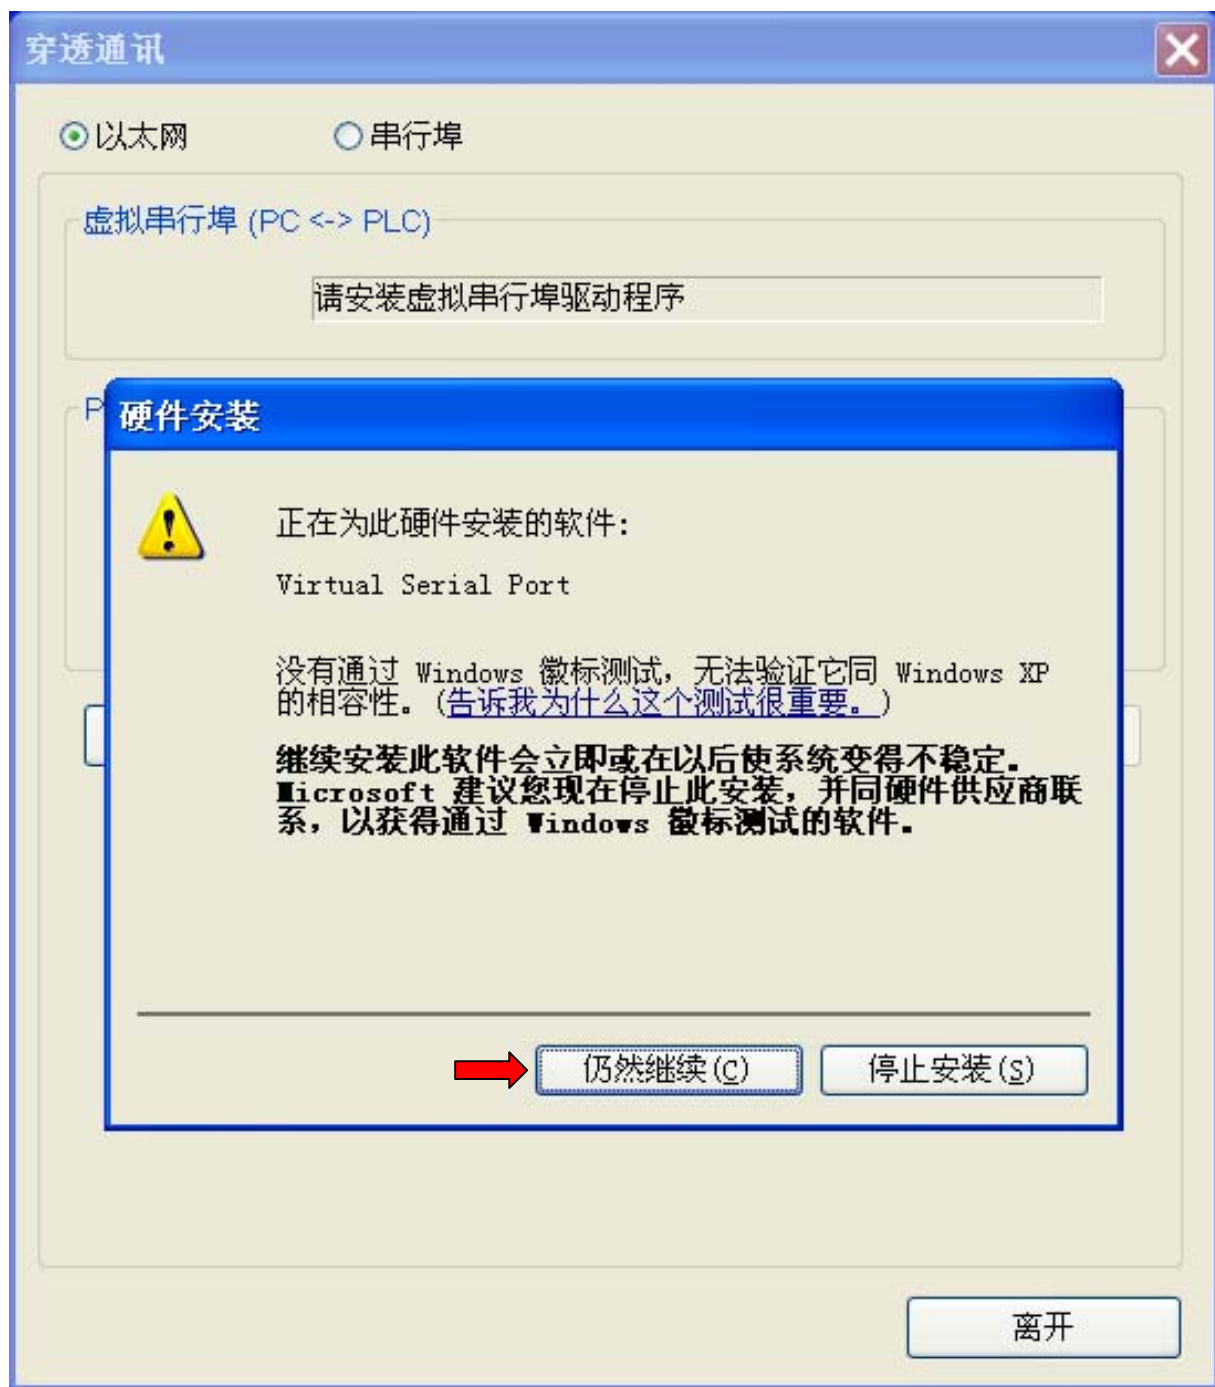 穿透通讯
以太网
串行埠
虚拟串行埠 (PC <-> PLC)
请安装虚拟串行埠驱动程序
P
硬件安装
正在为此硬件安装的软件:
Virtual Serial Port
没有通过 Windows 徽标测试，无法验证它同 Windows XP
的相容性。(告诉我为什么这个测试很重要。)
继续安装此软件会立即或在以后使系统变得不稳定。
Microsoft 建议您现在停止此安装，并同硬件供应商联
系，以获得通过 Windows 徽标测试的软件。
仍然继续(C)
停止安装(S)
离开